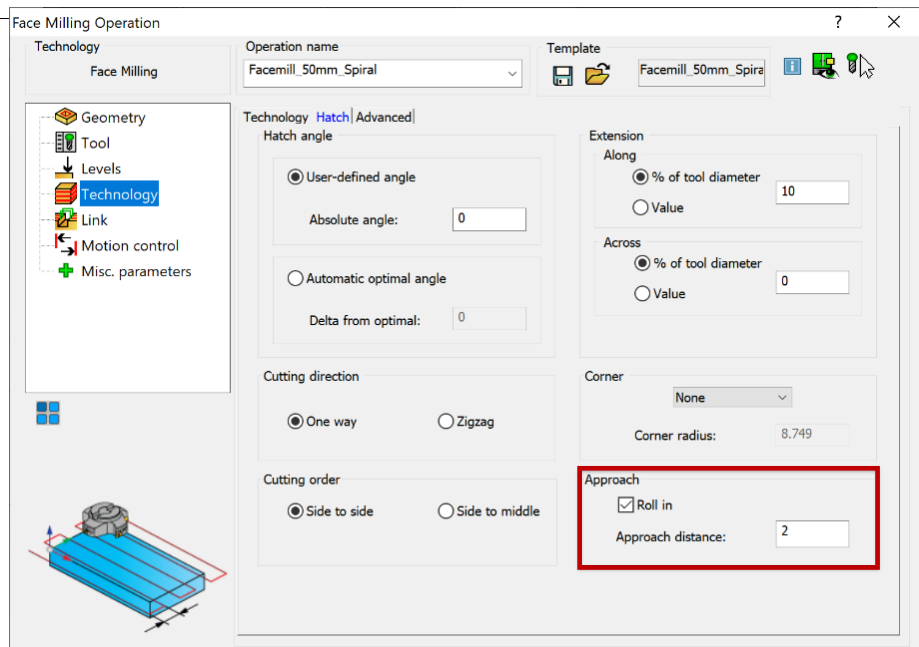 Face Milling Operation ?
Technology
Face Milling
Operation name
Facemill_50mm_Spiral
Template
Facemill_50mm_Spira
Geometry
Tool
Levels
Technology
Link
Motion control
Misc. parameters
Technology Hatch Advanced
Hatch angle
User-defined angle
Absolute angle: 0
Automatic optimal angle
Delta from optimal: 0
Extension
Along
% of tool diameter
Value
10
Across
% of tool diameter
Value
0
Cutting direction
One way Zigzag
Corner
None
Corner radius: 8.749
Cutting order
Side to side Side to middle
Approach
Roll in
Approach distance: 2